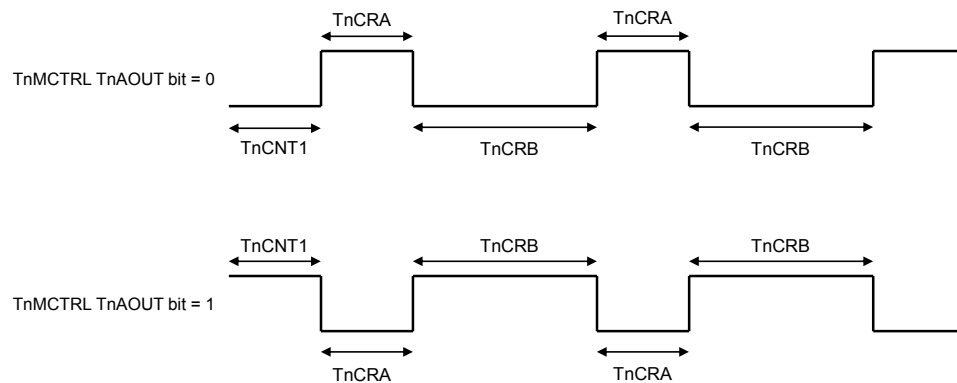 TnCRA
TnCRA
TnMCTRL TnAOUT bit = 0
TnCNT1
TnCRB
TnCRB
TnCNT1
TnCRB
TnCRB
TnMCTRL TnAOUT bit = 1
TnCRA
TnCRA